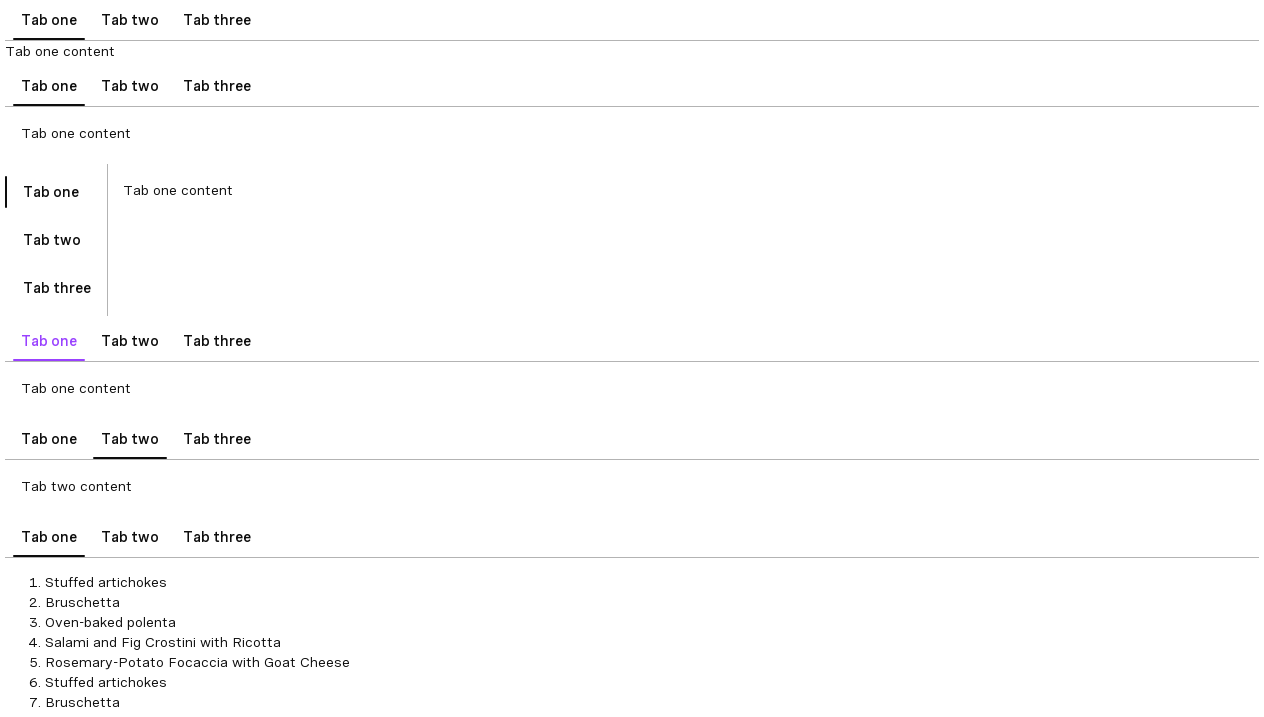 Tab one Tab two Tab three
Tab one content
Tab one Tab two Tab three
Tab one content
Tab one
Tab one content
Tab two
Tab three
Tab one Tab two Tab three
Tab one content
Tab one Tab two Tab three
Tab two content
Tab one Tab two Tab three
1. Stuffed artichokes
2. Bruschetta
3. Oven-baked polenta
4. Salami and Fig Crostini with Ricotta
5. Rosemary-Potato Focaccia with Goat Cheese
6. Stuffed artichokes
7. Bruschetta